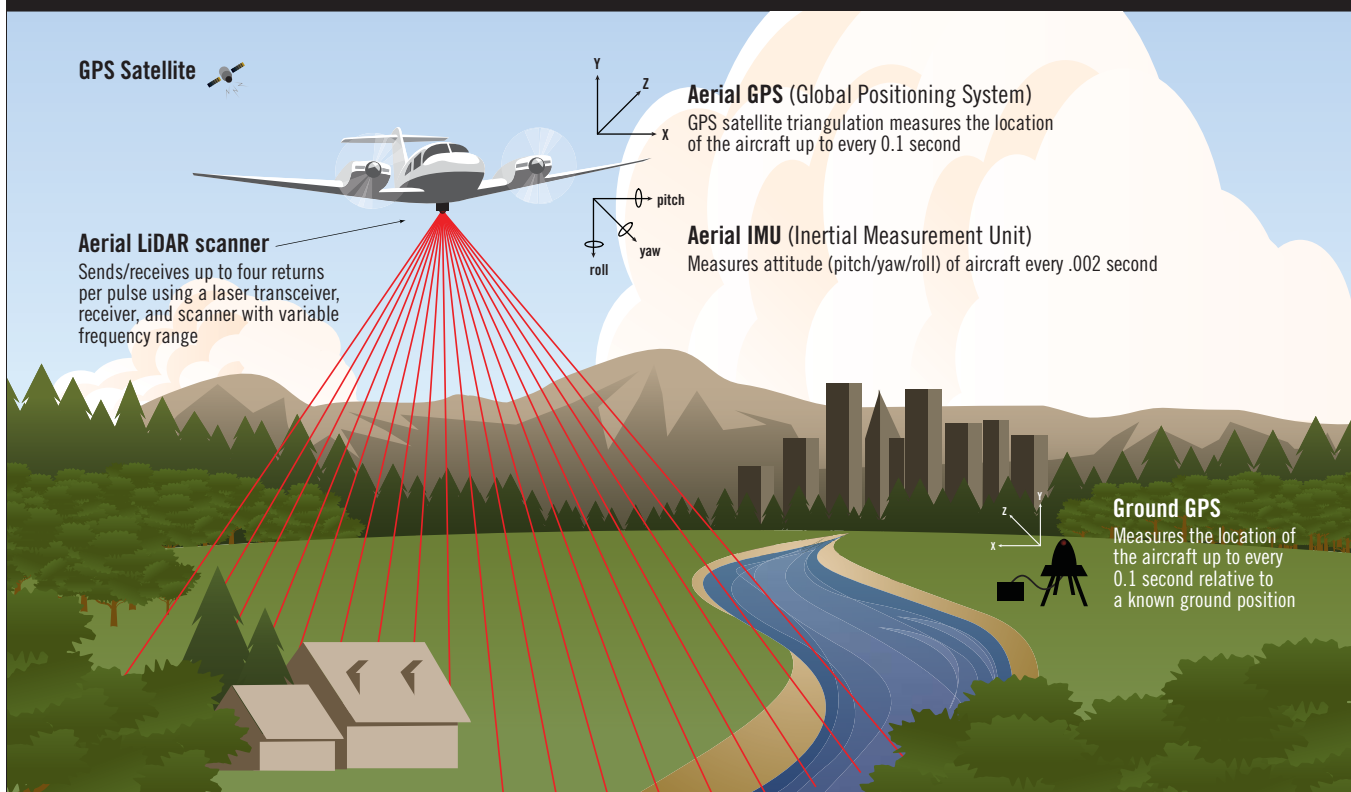 GPS Satellite
Y
Z
X
Aerial GPS (Global Positioning System)
GPS satellite triangulation measures the location
of the aircraft up to every 0.1 second
pitch
yaw
roll
Aerial IMU (Inertial Measurement Unit)
Measures attitude (pitch/yaw/roll) of aircraft every .002 second
Aerial LiDAR scanner
Sends/receives up to four returns
per pulse using a laser transceiver,
receiver, and scanner with variable
frequency range
Y
Z
X
Ground GPS
Measures the location of
the aircraft up to every
0.1 second relative to
a known ground position